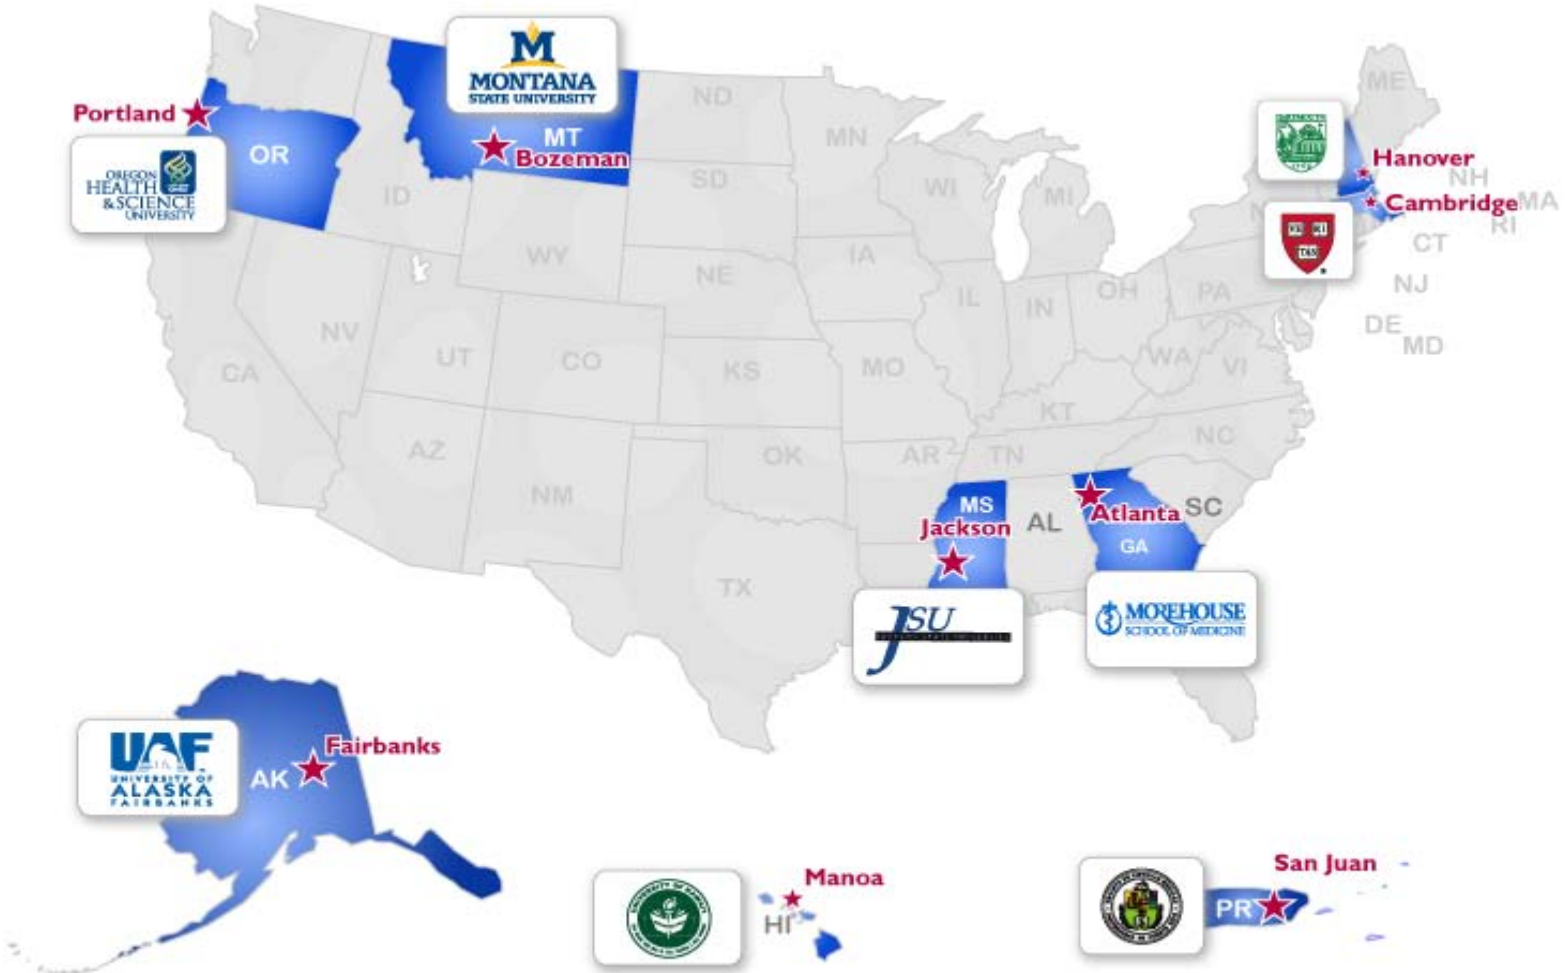 M
MONTANA
STATE UNIVERSITY
Portland
OR
OREGON
HEALTH
& SCIENCE
UNIVERSITY
MT
Bozeman
ID
ND
SD
MN
WI
MI
ME
Hanover
NH
Cambridge
MA
RI
CT
NJ
DE
MD
WY
NE
IA
IL
IN
OH
PA
NV
UT
CO
KS
MO
WA
VI
CA
KT
AZ
NM
OK
AR
TN
NC
MS
Jackson
AL
Atlanta
SC
GA
TX
JSU
MOREHOUSE
SCHOOL OF MEDICINE
UAF
UNIVERSITY OF
ALASKA
FAIRBANKS
AK
Fairbanks
UNIVERSITY OF HAWAII
Manoa
HI
San Juan
PR